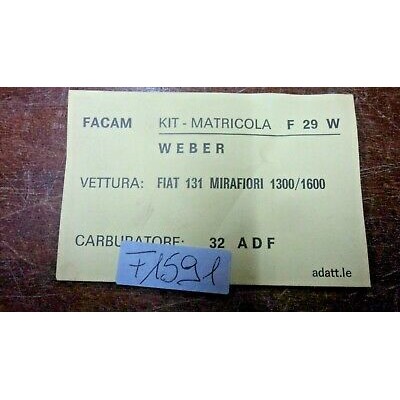 FACAM KIT - MATRICOLA F 29 W
WEBER
VETTURA: FIAT 131 MIRAFIORI 1300/1600
CARBURATORE: 32 ADF
F1591
adatt.le